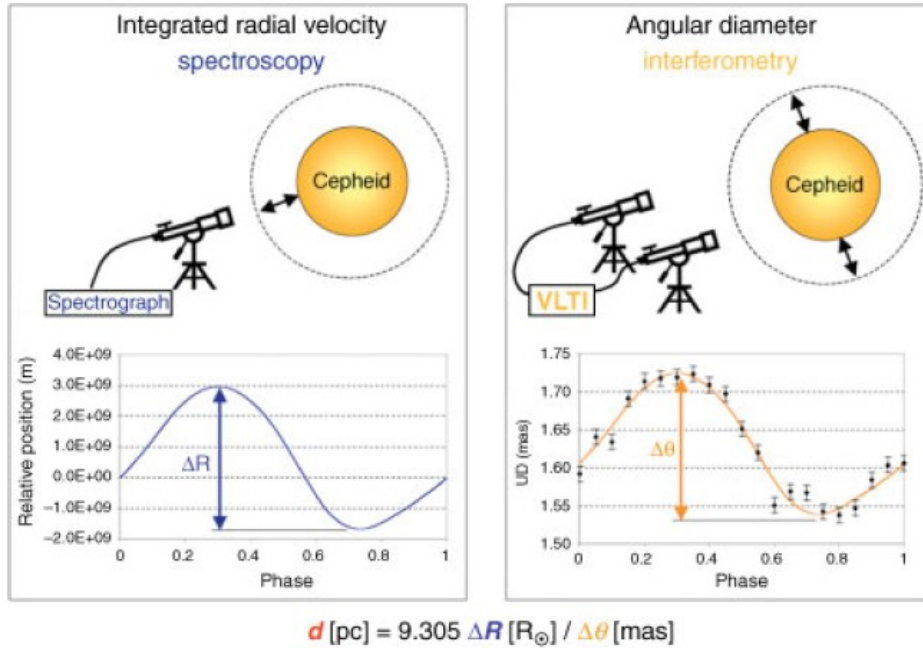 Integrated radial velocity
spectroscopy
Cepheid
Spectrograph
4.0E+09
3.0E+09
2.0E+09
1.0E+09
0.0E+00
−1.0E+09
−2.0E+09
Relative position (m)
ΔR
0 0.2 0.4 0.6 0.8 1
Phase
Angular diameter
interferometry
Cepheid
VLTI
1.75
1.70
1.65
1.60
1.55
1.50
UD (mas)
Δθ
0 0.2 0.4 0.6 0.8 1
Phase
d [pc] = 9.305 ΔR [R⊙] / Δθ [mas]